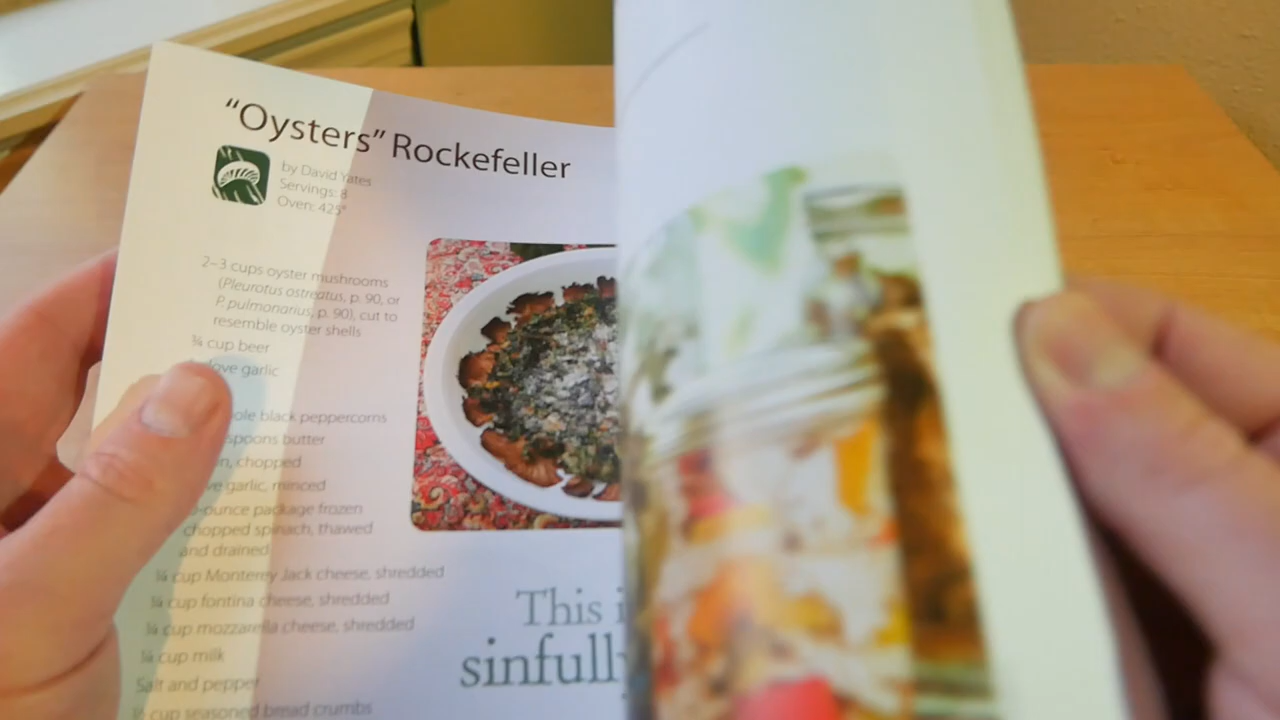 “Oysters” Rockefeller
by David Yates
Servings: 8
Oven: 425°
2–3 cups oyster mushrooms
(Pleurotus ostreatus, p. 90, or
P. pulmonarius, p. 90), cut to
resemble oyster shells
¾ cup beer
garlic
black peppercorns
butter
chopped
garlic, minced
package frozen
chopped spinach, thawed
and drained
¼ cup Monterey Jack cheese, shredded
¼ cup fontina cheese, shredded
¼ cup mozzarella cheese, shredded
¼ cup milk
Salt and pepper
cup seasoned bread crumbs
This
sinfully